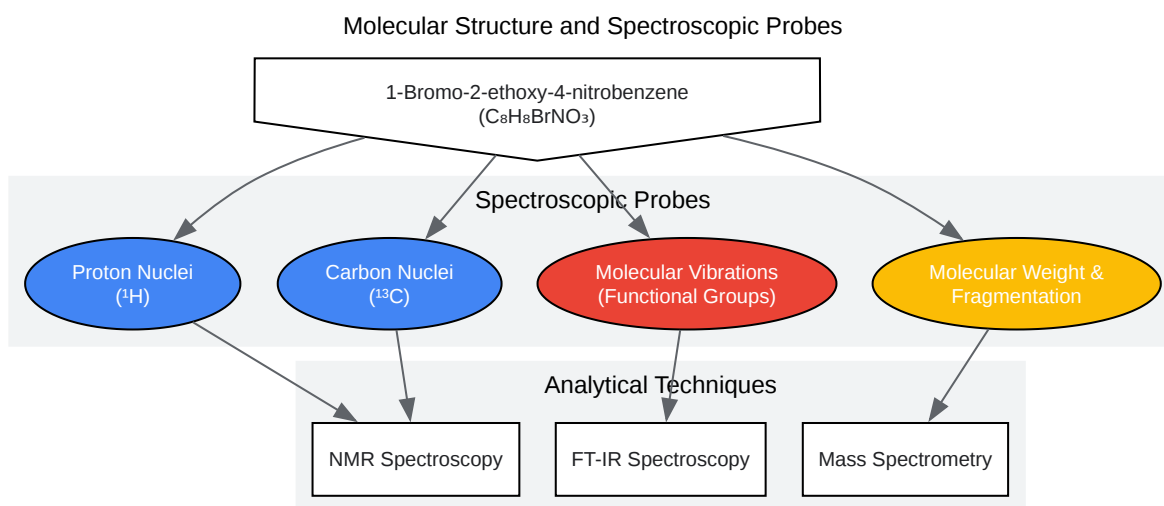 Molecular Structure and Spectroscopic Probes
1-Bromo-2-ethoxy-4-nitrobenzene
(C₈H₈BrNO₃)
Spectroscopic Probes
Proton Nuclei
(¹H)
Carbon Nuclei
(¹³C)
Molecular Vibrations
(Functional Groups)
Molecular Weight &
Fragmentation
Analytical Techniques
NMR Spectroscopy
FT-IR Spectroscopy
Mass Spectrometry